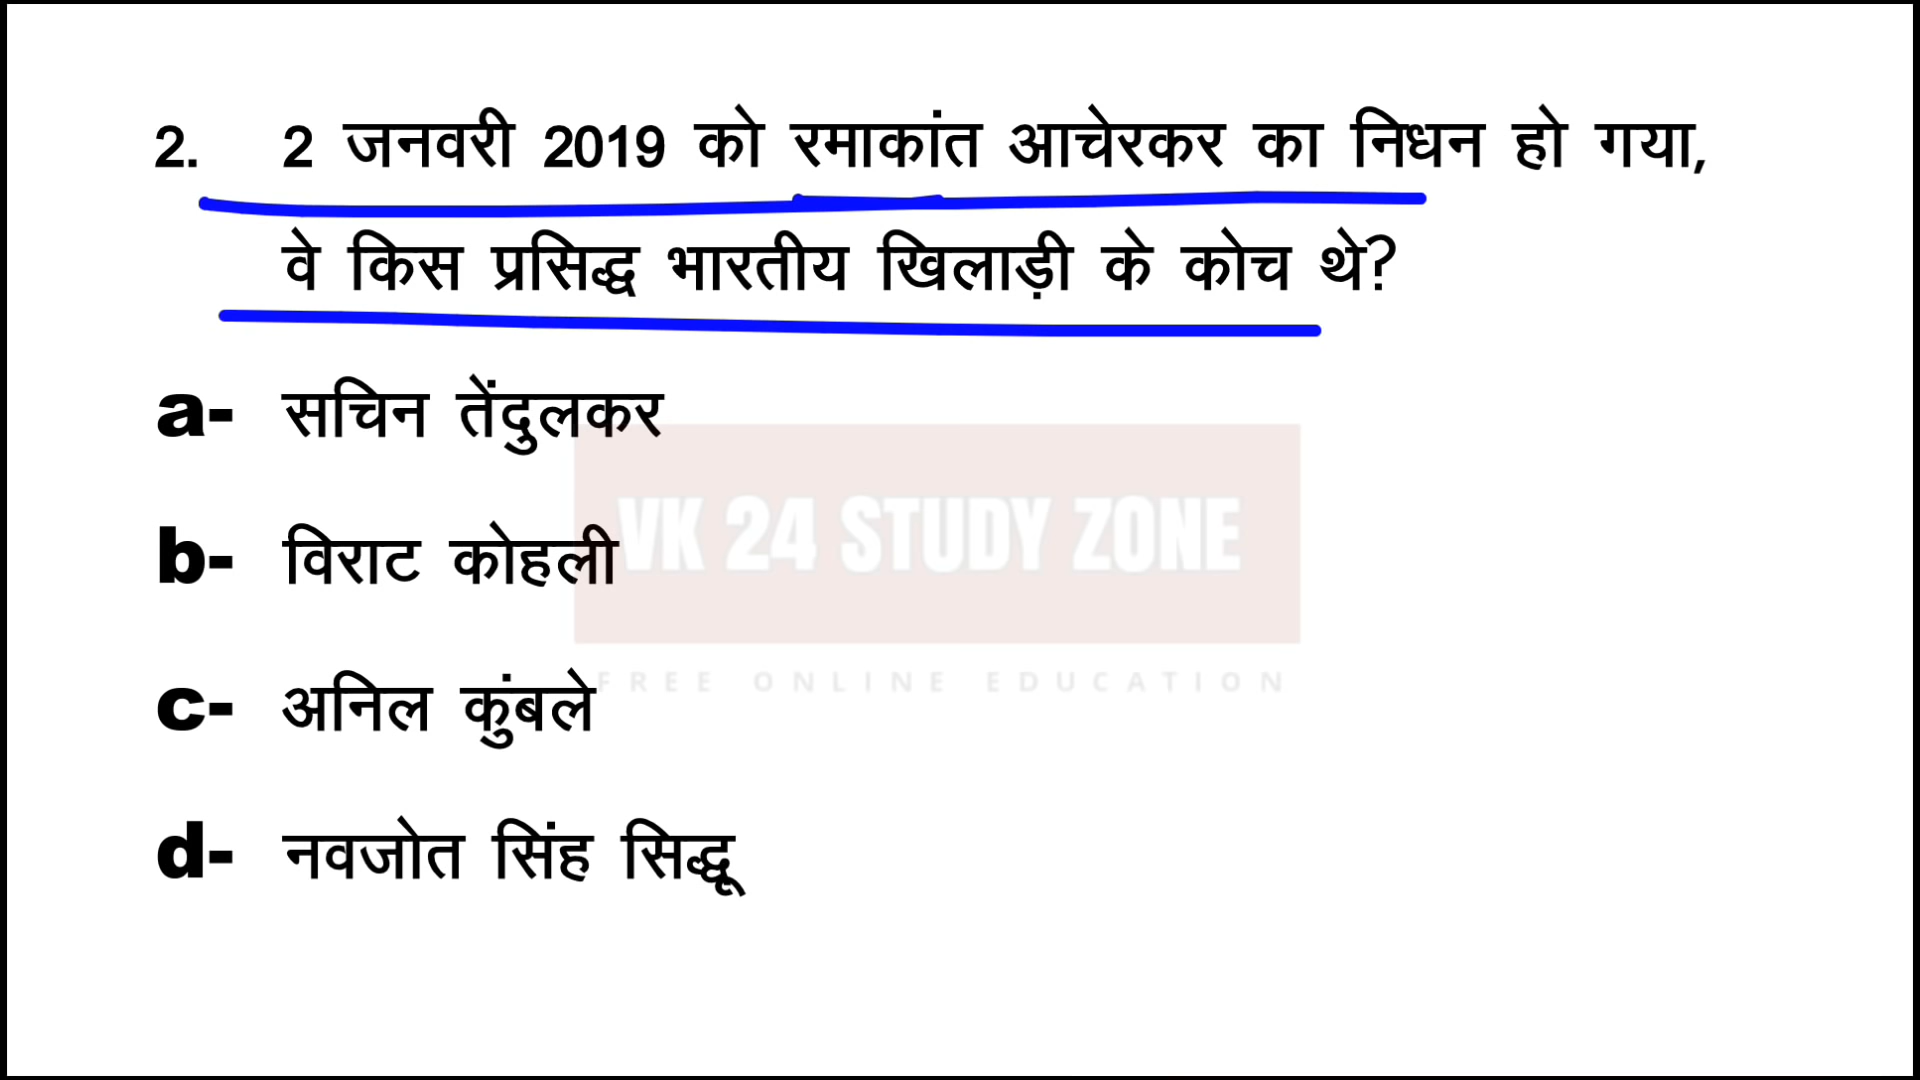 2. 2 जनवरी 2019 को रमाकांत आचेरकर का निधन हो गया,
वे किस प्रसिद्ध भारतीय खिलाड़ी के कोच थे?
a- सचिन तेंदुलकर
b- विराट कोहली
VK 24 STUDY ZONE
FREE ONLINE EDUCATION
c- अनिल कुंबले
d- नवजोत सिंह सिद्धू